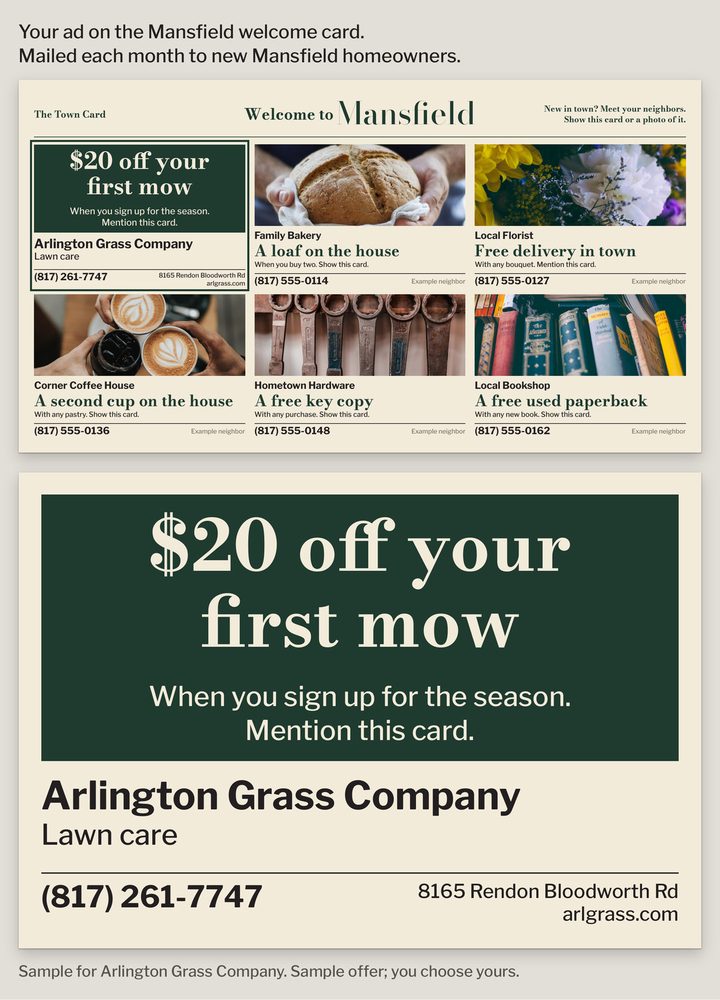 Your ad on the Mansfield welcome card.
Mailed each month to new Mansfield homeowners.
The Town Card
Welcome to Mansfield
New in town? Meet your neighbors.
Show this card or a photo of it.
$20 off your
first mow
When you sign up for the season.
Mention this card.
Arlington Grass Company
Lawn care
(817) 261-7747
8165 Rendon Bloodworth Rd
arlgrass.com
Family Bakery
A loaf on the house
When you buy two. Show this card.
(817) 555-0114
Example neighbor
Local Florist
Free delivery in town
With any bouquet. Mention this card.
(817) 555-0127
Example neighbor
Corner Coffee House
A second cup on the house
With any pastry. Show this card.
(817) 555-0136
Example neighbor
Hometown Hardware
A free key copy
With any purchase. Show this card.
(817) 555-0148
Example neighbor
Local Bookshop
A free used paperback
With any new book. Show this card.
(817) 555-0162
Example neighbor
$20 off your
first mow
When you sign up for the season.
Mention this card.
Arlington Grass Company
Lawn care
(817) 261-7747
8165 Rendon Bloodworth Rd
arlgrass.com
Sample for Arlington Grass Company. Sample offer; you choose yours.